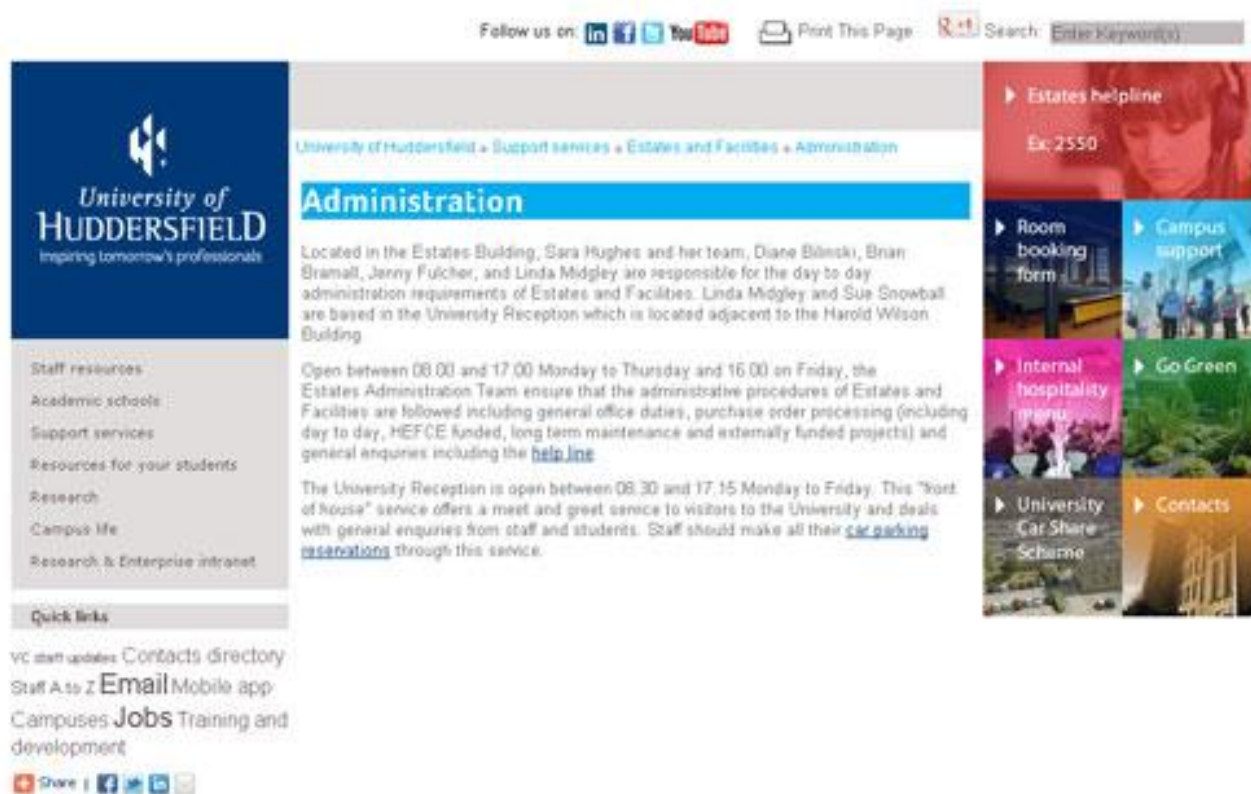 Follow us on: in f You Tube Print This Page Search: Enter Keyword(s)
University of
HUDDERSFIELD
Inspiring tomorrow's professionals
Staff resources
Academic schools
Support services
Resources for your students
Research
Campus life
Research & Enterprise intranet
Quick links
VC staff updates Contacts directory
Staff A to Z Email Mobile app
Campuses Jobs Training and
development
Share | f in
University of Huddersfield » Support services » Estates and Facilities » Administration
Administration
Located in the Estates Building, Sara Hughes and her team, Diane Bilinski, Brian
Bramall, Jenny Fulcher, and Linda Midgley are responsible for the day to day
administration requirements of Estates and Facilities. Linda Midgley and Sue Snowball
are based in the University Reception which is located adjacent to the Harold Wilson
Building.
Open between 08.00 and 17.00 Monday to Thursday and 16.00 on Friday, the
Estates Administration Team ensure that the administrative procedures of Estates and
Facilities are followed including general office duties, purchase order processing (including
day to day, HEFCE funded, long term maintenance and externally funded projects) and
general enquiries including the help line.
The University Reception is open between 08.30 and 17.15 Monday to Friday. This "front
of house" service offers a meet and greet service to visitors to the University and deals
with general enquiries from staff and students. Staff should make all their car parking
reservations through this service.
Estates helpline
Ex: 2550
Room
booking
form
Campus
support
Internal
hospitality
menu
Go Green
University
Car Share
Scheme
Contacts